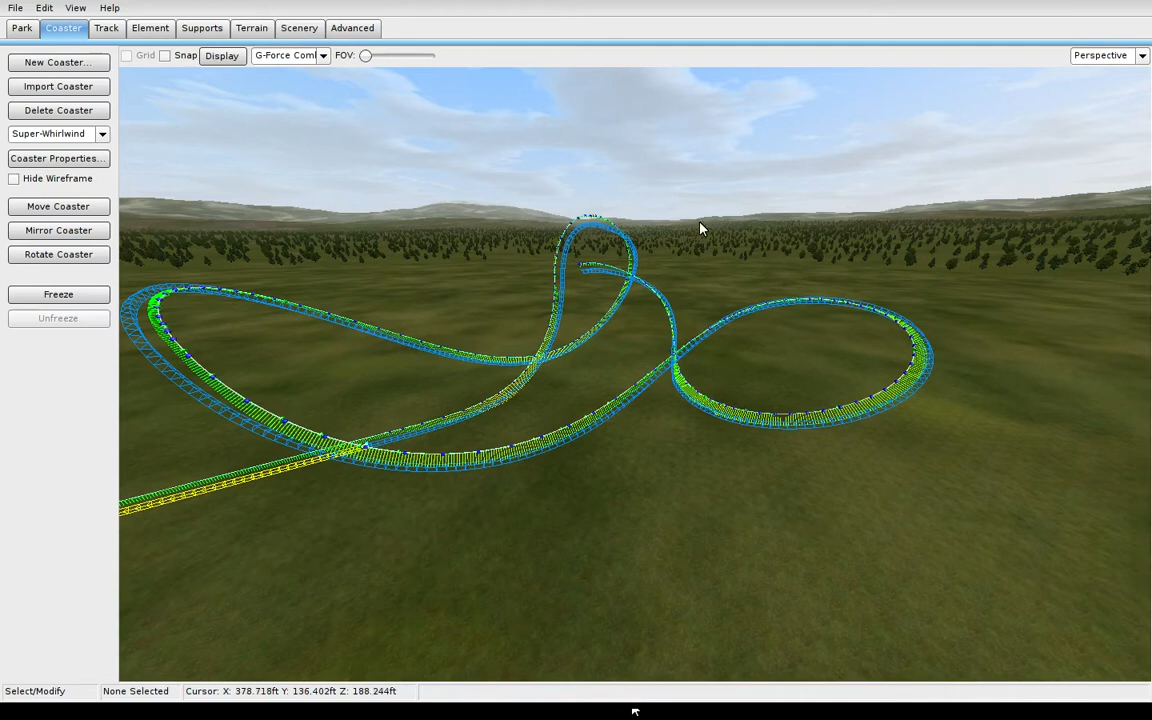 File Edit View Help
Park Coaster Track Element Supports Terrain Scenery Advanced
Grid Snap Display G-Force Coml FOV: Perspective
New Coaster...
Import Coaster
Delete Coaster
Super-Whirlwind
Coaster Properties...
Hide Wireframe
Move Coaster
Mirror Coaster
Rotate Coaster
Freeze
Unfreeze
Select/Modify None Selected Cursor: X: 378.718ft Y: 136.402ft Z: 188.244ft